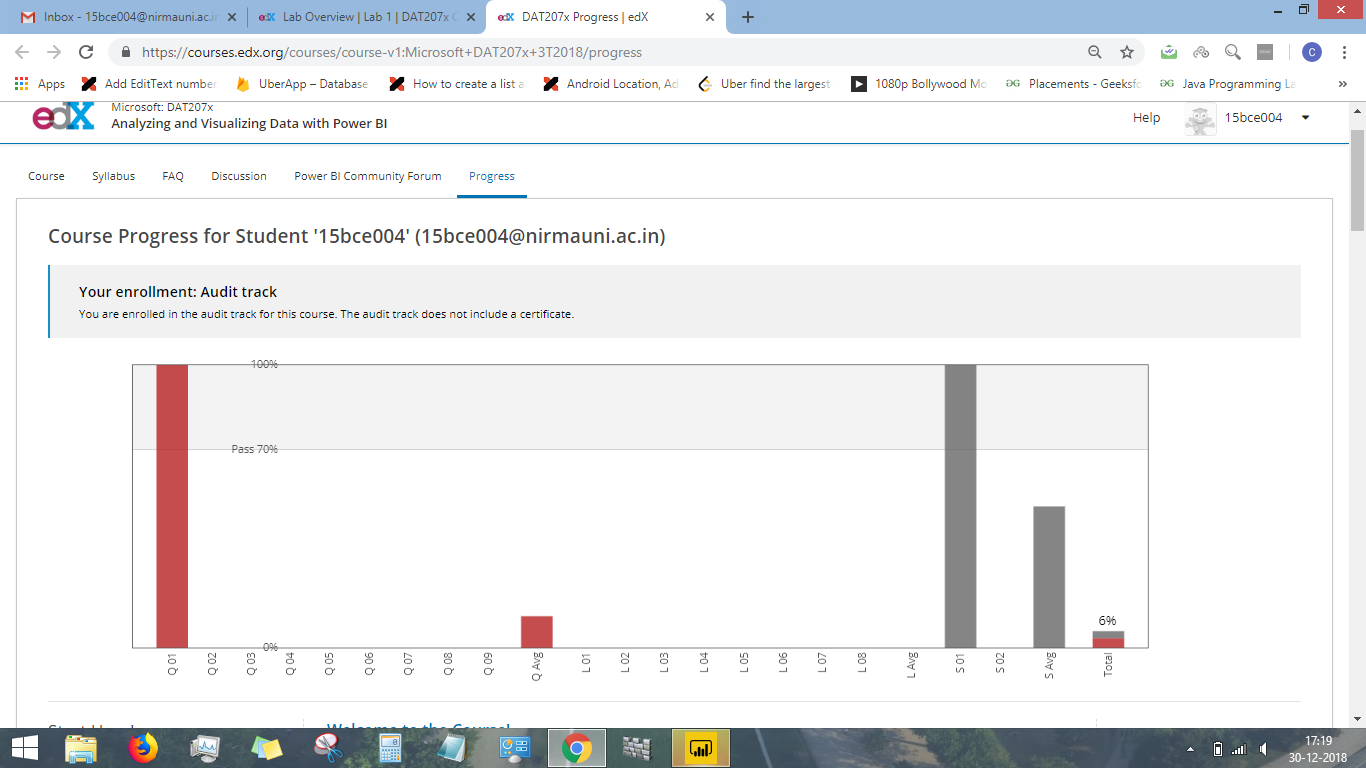 Inbox - 15bce004@nirmauni.ac.in
Lab Overview | Lab 1 | DAT207x
DAT207x Progress | edX
https://courses.edx.org/courses/course-v1:Microsoft+DAT207x+3T2018/progress
C
Apps
Add EditText number
UberApp – Database
How to create a list a
Android Location, Ad
Uber find the largest
1080p Bollywood Mo
Placements - Geeksfo
Java Programming La
»
edX
Microsoft: DAT207x
Analyzing and Visualizing Data with Power BI
Help
15bce004
Course
Syllabus
FAQ
Discussion
Power BI Community Forum
Progress
Course Progress for Student '15bce004' (15bce004@nirmauni.ac.in)
Your enrollment: Audit track
You are enrolled in the audit track for this course. The audit track does not include a certificate.
100%
Pass 70%
0%
6%
Q 01
Q 02
Q 03
Q 04
Q 05
Q 06
Q 07
Q 08
Q 09
Q Avg
L 01
L 02
L 03
L 04
L 05
L 06
L 07
L 08
L Avg
S 01
S 02
S Avg
Total
Welcome to the Course!
17:19
30-12-2018